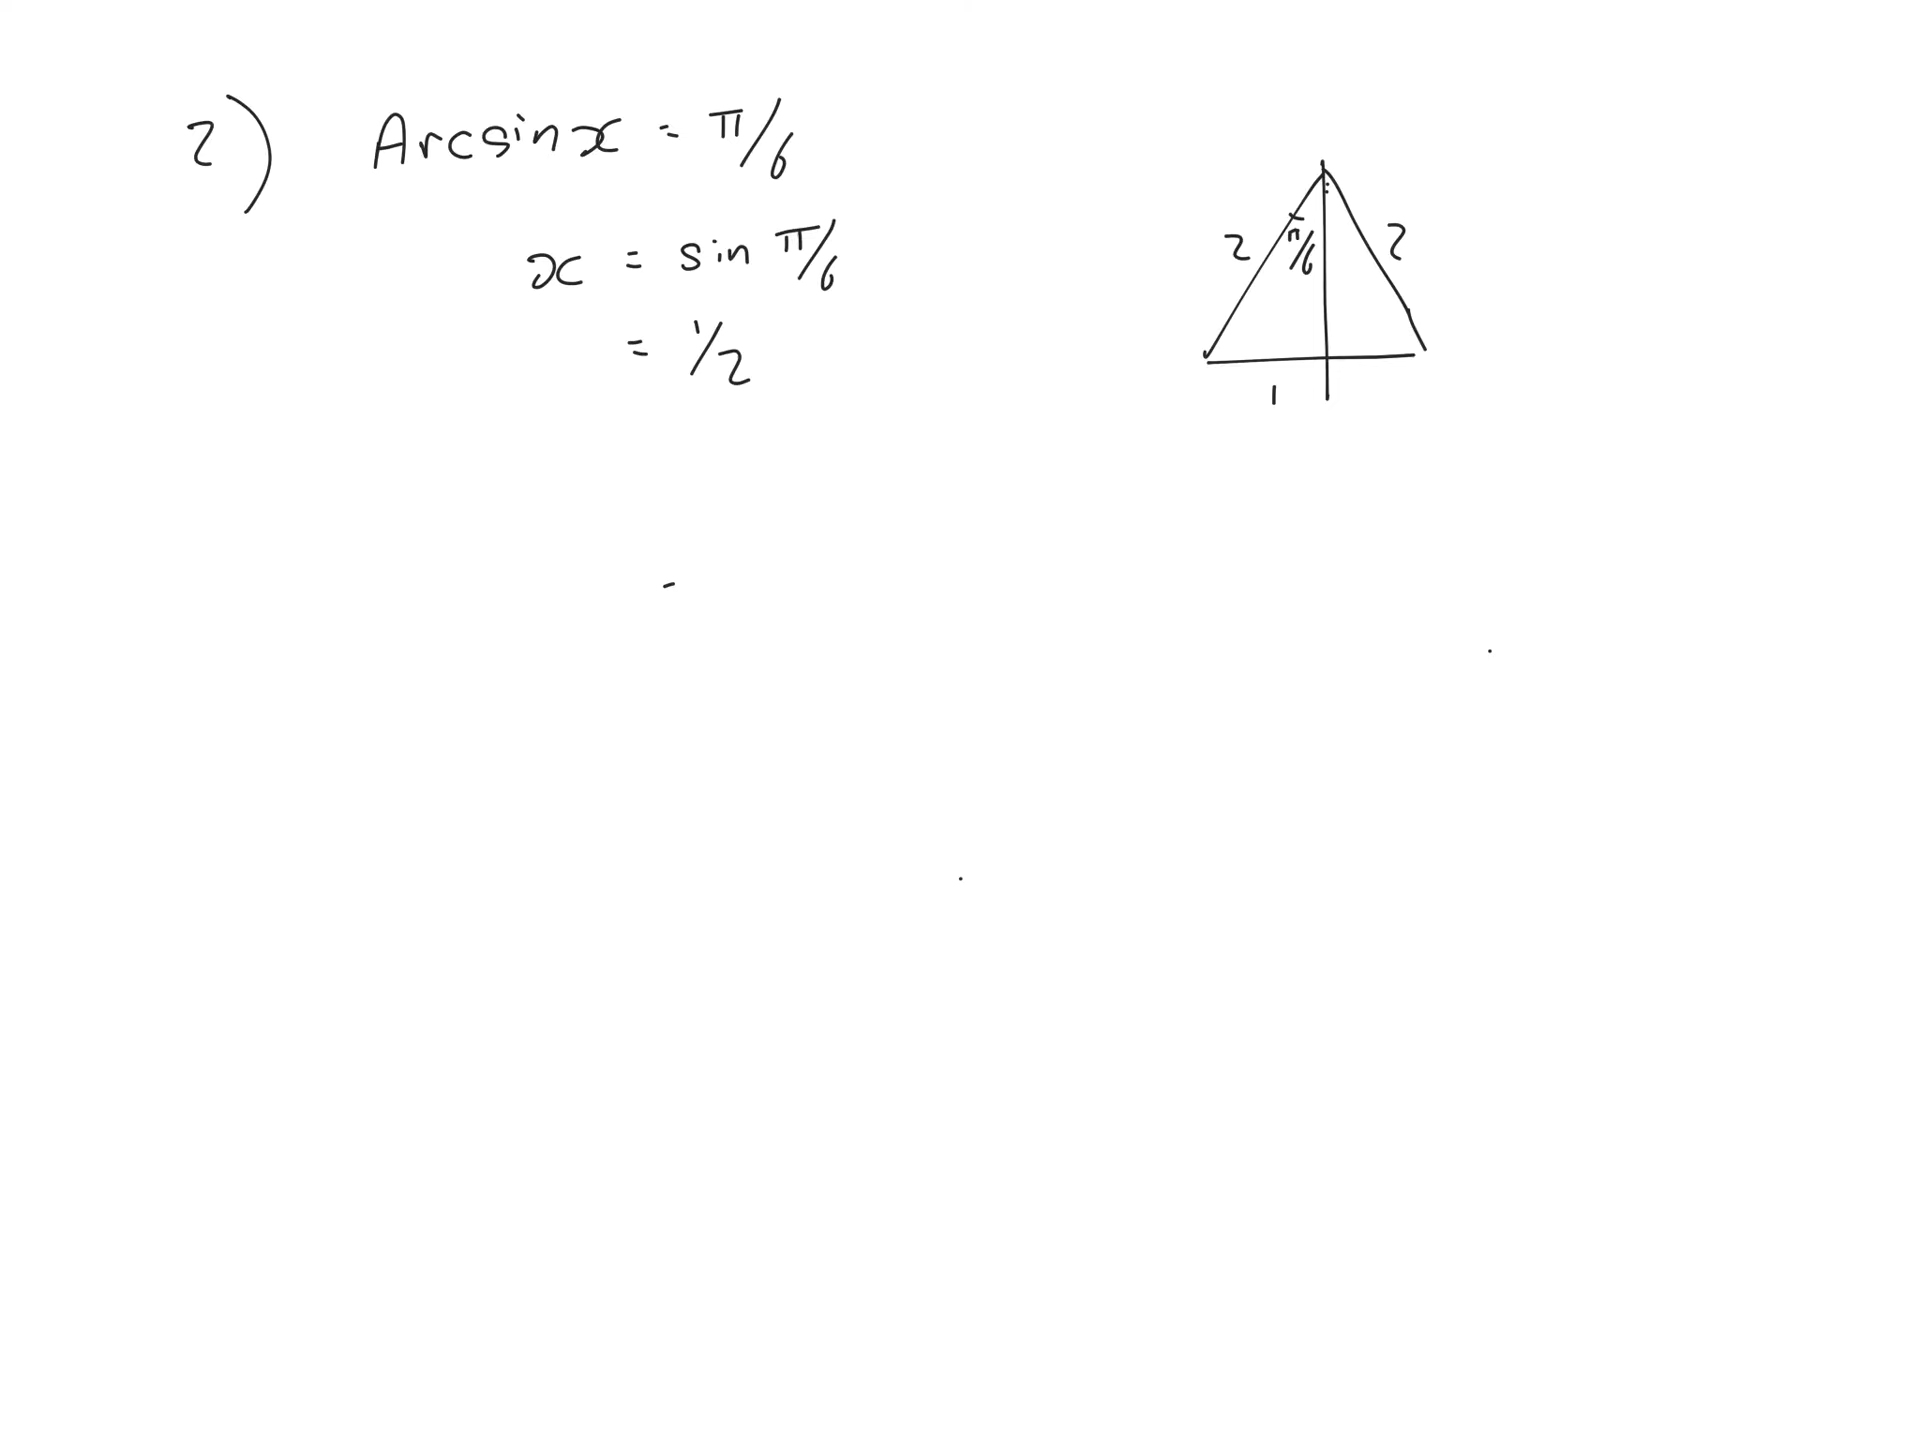 2) Arcsin x = π/6
x = sin π/6
= 1/2
2 π/6 2
1
-